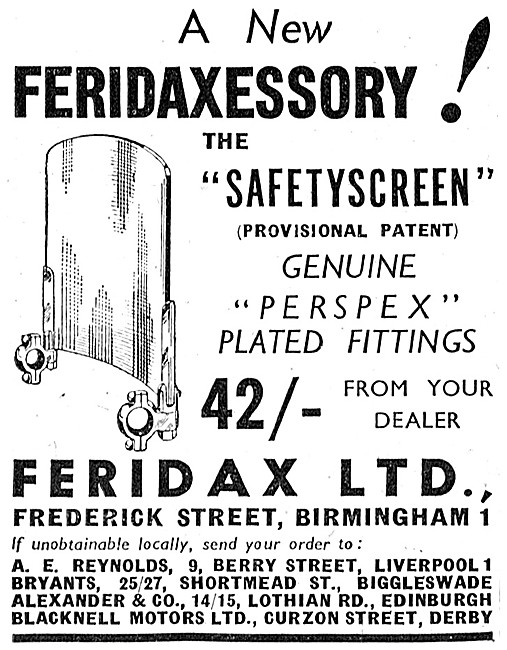 A New
FERIDAXESSORY!
THE
"SAFETYSCREEN"
(PROVISIONAL PATENT)
GENUINE
"PERSPEX"
PLATED FITTINGS
42/- FROM YOUR
DEALER
FERIDAX LTD.,
FREDERICK STREET, BIRMINGHAM 1
If unobtainable locally, send your order to:
A. E. REYNOLDS, 9, BERRY STREET, LIVERPOOL 1
BRYANTS, 25/27, SHORTMEAD ST., BIGGLESWADE
ALEXANDER & CO., 14/15, LOTHIAN RD., EDINBURGH
BLACKNELL MOTORS LTD., CURZON STREET, DERBY